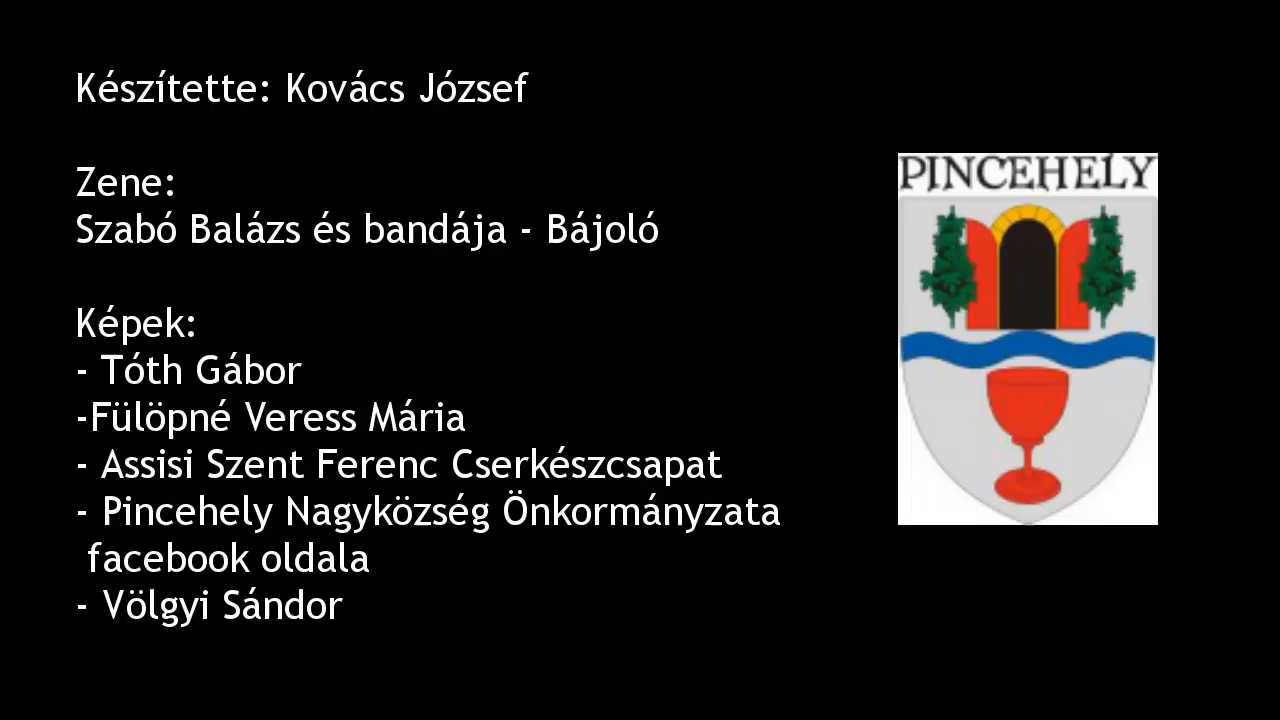 Készítette: Kovács József
Zene:
Szabó Balázs és bandája - Bájoló
Képek:
- Tóth Gábor
-Fülöpné Veress Mária
- Assisi Szent Ferenc Cserkészcsapat
- Pincehely Nagyközség Önkormányzata
facebook oldala
- Völgyi Sándor
PINCEHELY